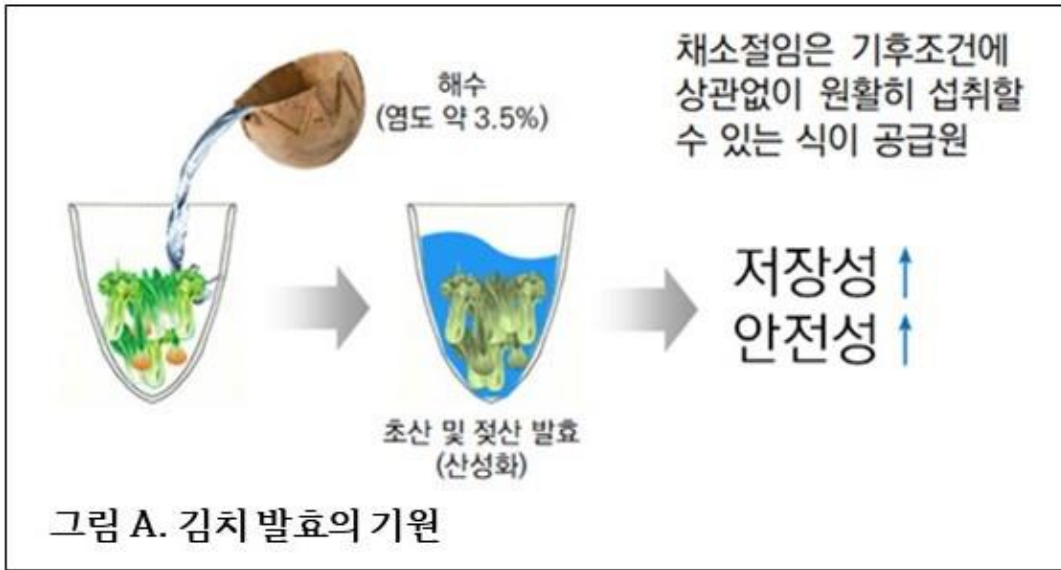 해수
(염도 약 3.5%)
채소절임은 기후조건에
상관없이 원활히 섭취할
수 있는 식이 공급원
저장성 ↑
안전성 ↑
초산 및 젖산 발효
(산성화)
그림 A. 김치 발효의 기원